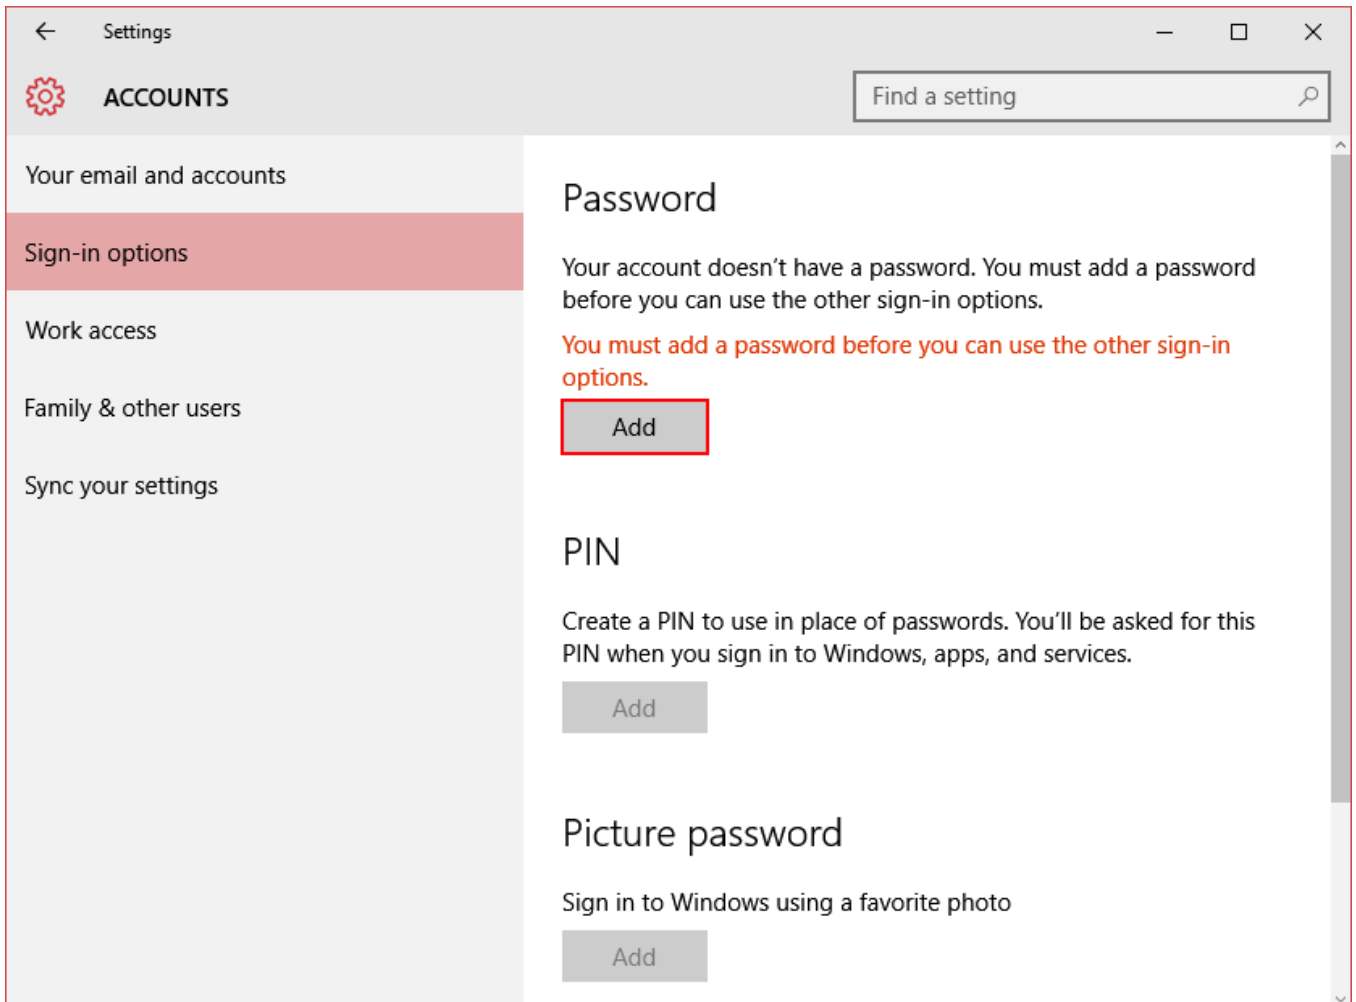 Settings
ACCOUNTS
Find a setting
Your email and accounts
Sign-in options
Work access
Family & other users
Sync your settings
Password
Your account doesn’t have a password. You must add a password
before you can use the other sign-in options.
You must add a password before you can use the other sign-in
options.
Add
PIN
Create a PIN to use in place of passwords. You’ll be asked for this
PIN when you sign in to Windows, apps, and services.
Add
Picture password
Sign in to Windows using a favorite photo
Add